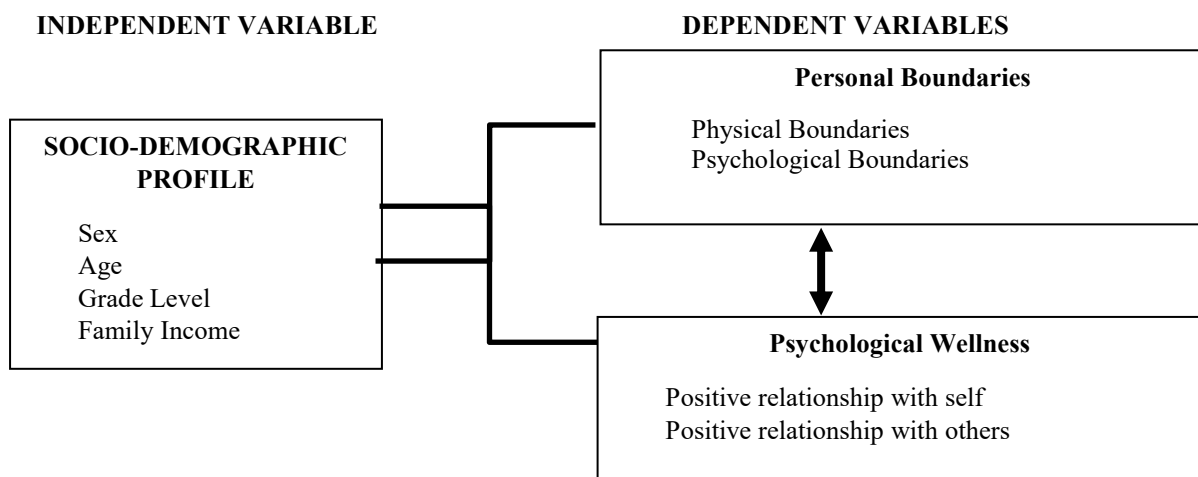 INDEPENDENT VARIABLE
DEPENDENT VARIABLES
SOCIO-DEMOGRAPHIC
PROFILE
Sex
Age
Grade Level
Family Income
Personal Boundaries
Physical Boundaries
Psychological Boundaries
Psychological Wellness
Positive relationship with self
Positive relationship with others